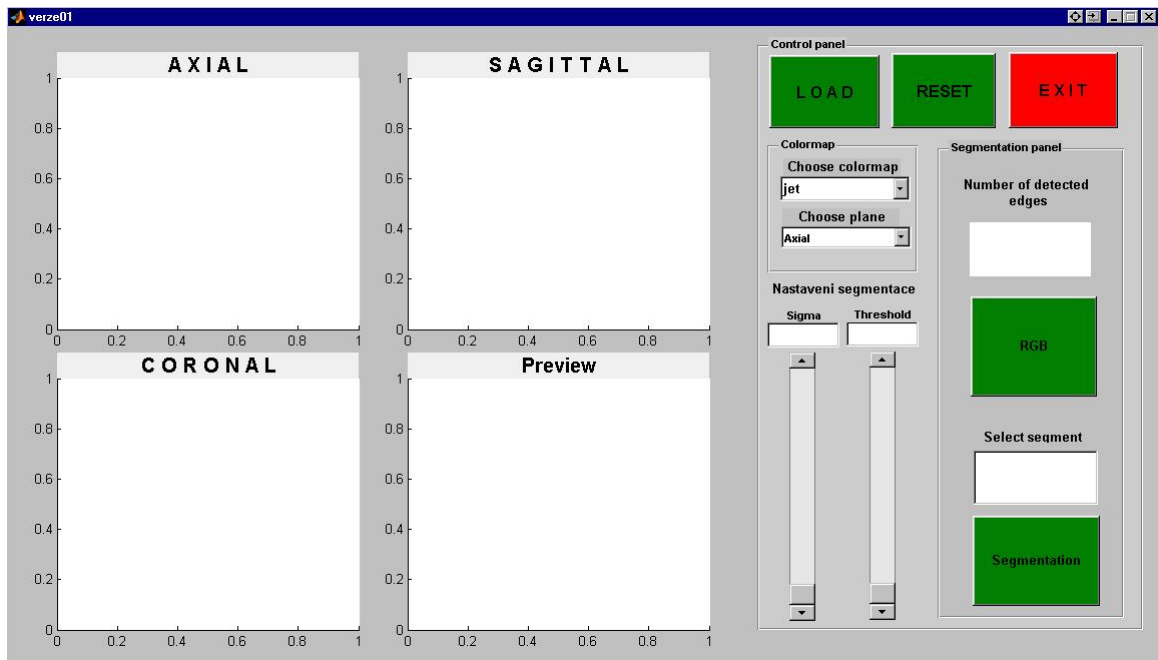 verze01
A X I A L
1
0.8
0.6
0.4
0.2
0
0 0.2 0.4 0.6 0.8 1
S A G I T T A L
1
0.8
0.6
0.4
0.2
0
0 0.2 0.4 0.6 0.8 1
C O R O N A L
1
0.8
0.6
0.4
0.2
0
0 0.2 0.4 0.6 0.8 1
Preview
1
0.8
0.6
0.4
0.2
0
0 0.2 0.4 0.6 0.8 1
Control panel
L O A D
RESET
E X I T
Colormap
Choose colormap
jet
Choose plane
Axial
Nastaveni segmentace
Sigma
Threshold
Segmentation panel
Number of detected
edges
RGB
Select segment
Segmentation